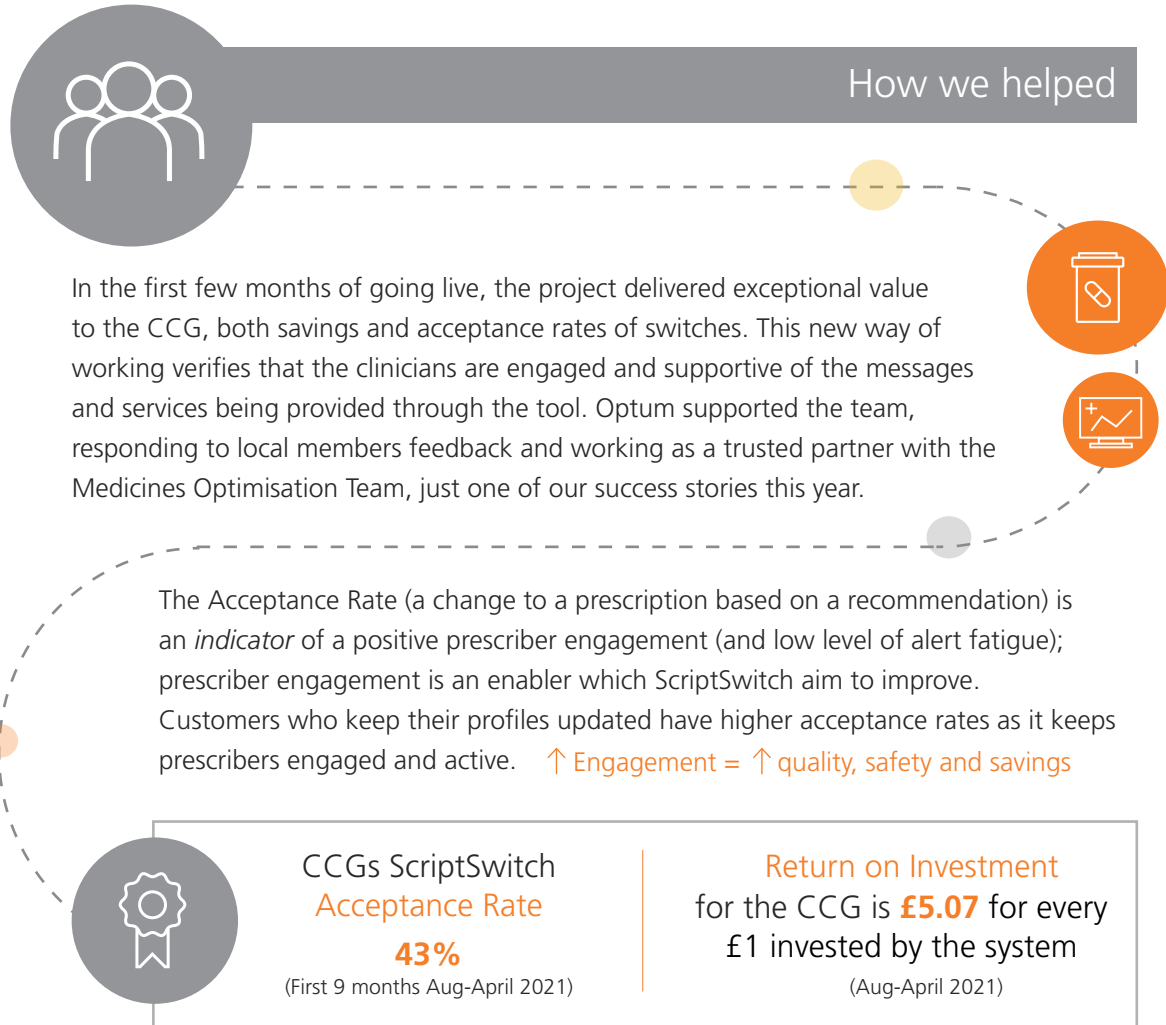 How we helped
In the first few months of going live, the project delivered exceptional value
to the CCG, both savings and acceptance rates of switches. This new way of
working verifies that the clinicians are engaged and supportive of the messages
and services being provided through the tool. Optum supported the team,
responding to local members feedback and working as a trusted partner with the
Medicines Optimisation Team, just one of our success stories this year.
The Acceptance Rate (a change to a prescription based on a recommendation) is
an indicator of a positive prescriber engagement (and low level of alert fatigue);
prescriber engagement is an enabler which ScriptSwitch aim to improve.
Customers who keep their profiles updated have higher acceptance rates as it keeps
prescribers engaged and active. ↑ Engagement = ↑ quality, safety and savings
CCGs ScriptSwitch
Acceptance Rate
43%
(First 9 months Aug-April 2021)
Return on Investment
for the CCG is £5.07 for every
£1 invested by the system
(Aug-April 2021)